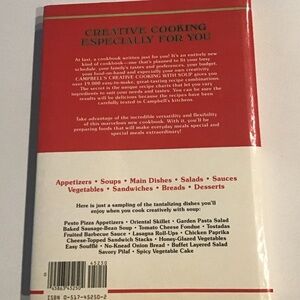 CREATIVE COOKING
ESPECIALLY FOR YOU
At last, a cookbook written just for you! It's an entirely new
kind of cookbook—one that's planned to fit your busy
schedule, your family's tastes and preferences, your budget,
your food-on-hand and especially your own creativity.
CAMPBELL'S CREATIVE COOKING WITH SOUP gives you
over 19,000 easy-to-make, great-tasting recipe combinations.
The secret is the unique recipe charts that let you vary
ingredients to suit your needs and tastes. You can be sure the
results will be delicious because the recipes have been
carefully tested in Campbell's kitchens.
Take advantage of the incredible versatility and flexibility
of this marvelous new cookbook. With it, you'll be
preparing foods that will make everyday meals special and
special meals extraordinary!
Appetizers • Soups • Main Dishes • Salads • Sauces
Vegetables • Sandwiches • Breads • Desserts
Here is just a sampling of the tantalizing dishes you'll
enjoy when you cook creatively with soup:
Pesto Pizza Appetizers • Oriental Skillet • Garden Pasta Salad
Baked Sausage-Bean Soup • Tomato Cheese Fondue • Tostadas
Fruited Barbecue Sauce • Lasagna Roll-Ups • Chicken Paprika
Cheese-Topped Sandwich Stacks • Honey-Glazed Vegetables
Easy Soufflé • No-Knead Onion Bread • Buffet Layered Salad
Savory Pilaf • Spicy Vegetable Cake
45250
ISBN 0-517-45250-2